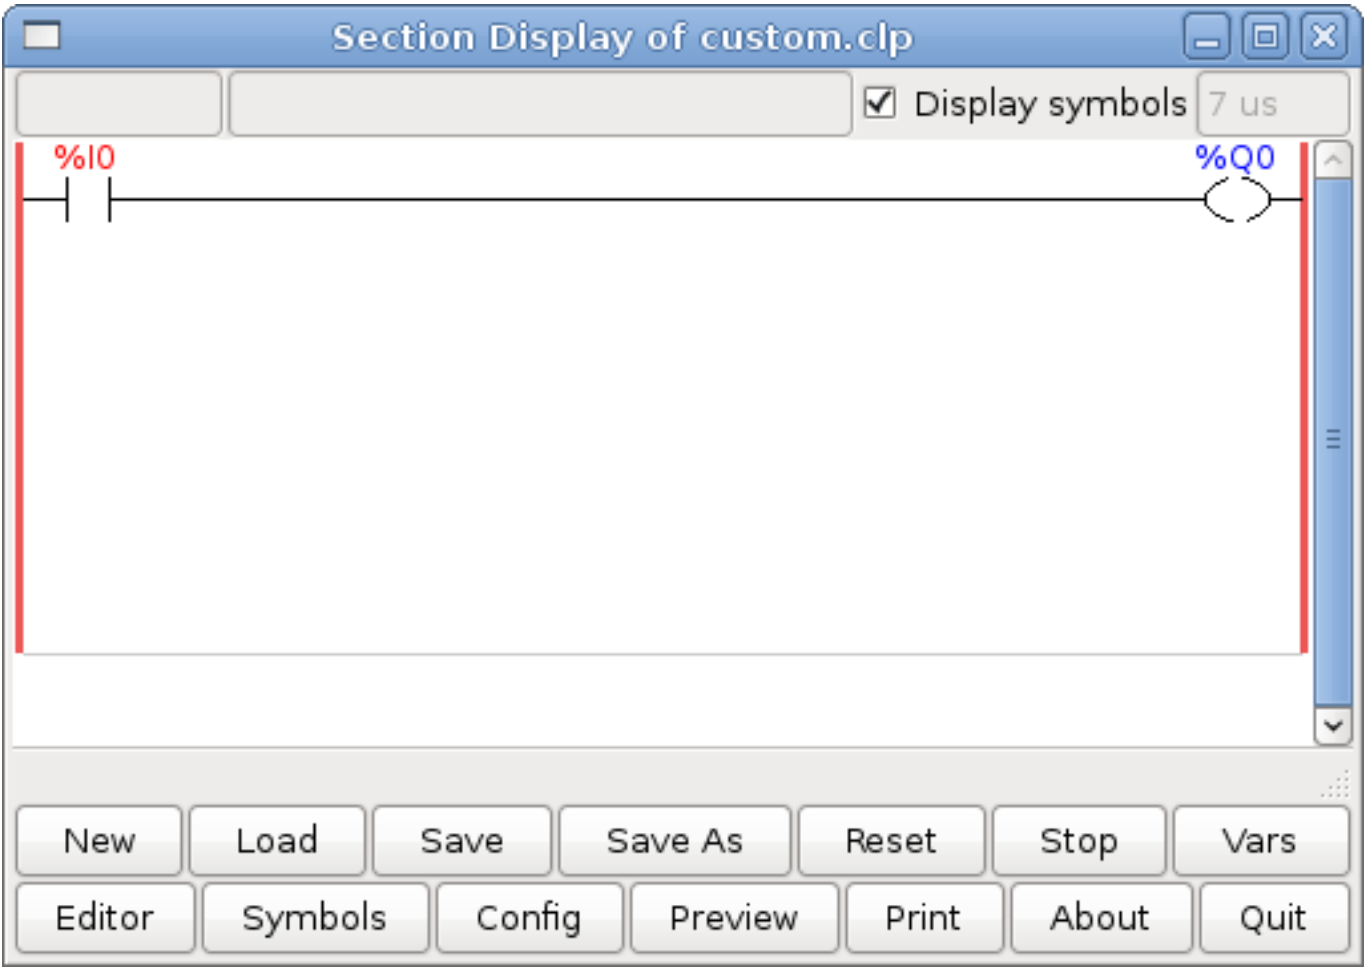 Section Display of custom.clp
Display symbols 7 us
%I0 %Q0
New Load Save Save As Reset Stop Vars
Editor Symbols Config Preview Print About Quit